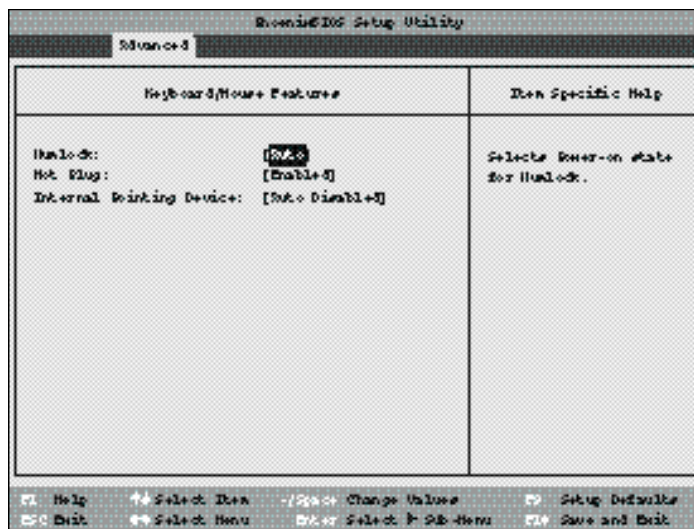 PhoenixBIOS Setup Utility
Advanced
Keyboard/Mouse Features
Item Specific Help
Numlock: [Auto]
Hot Plug: [Enabled]
Internal Pointing Device: [Auto Disabled]
Selects Power-on state
for Numlock.
F1 Help ↑↓ Select Item -/Space Change Values F9 Setup Defaults
ESC Exit ←→ Select Menu Enter Select ▶ Sub-Menu F10 Save and Exit